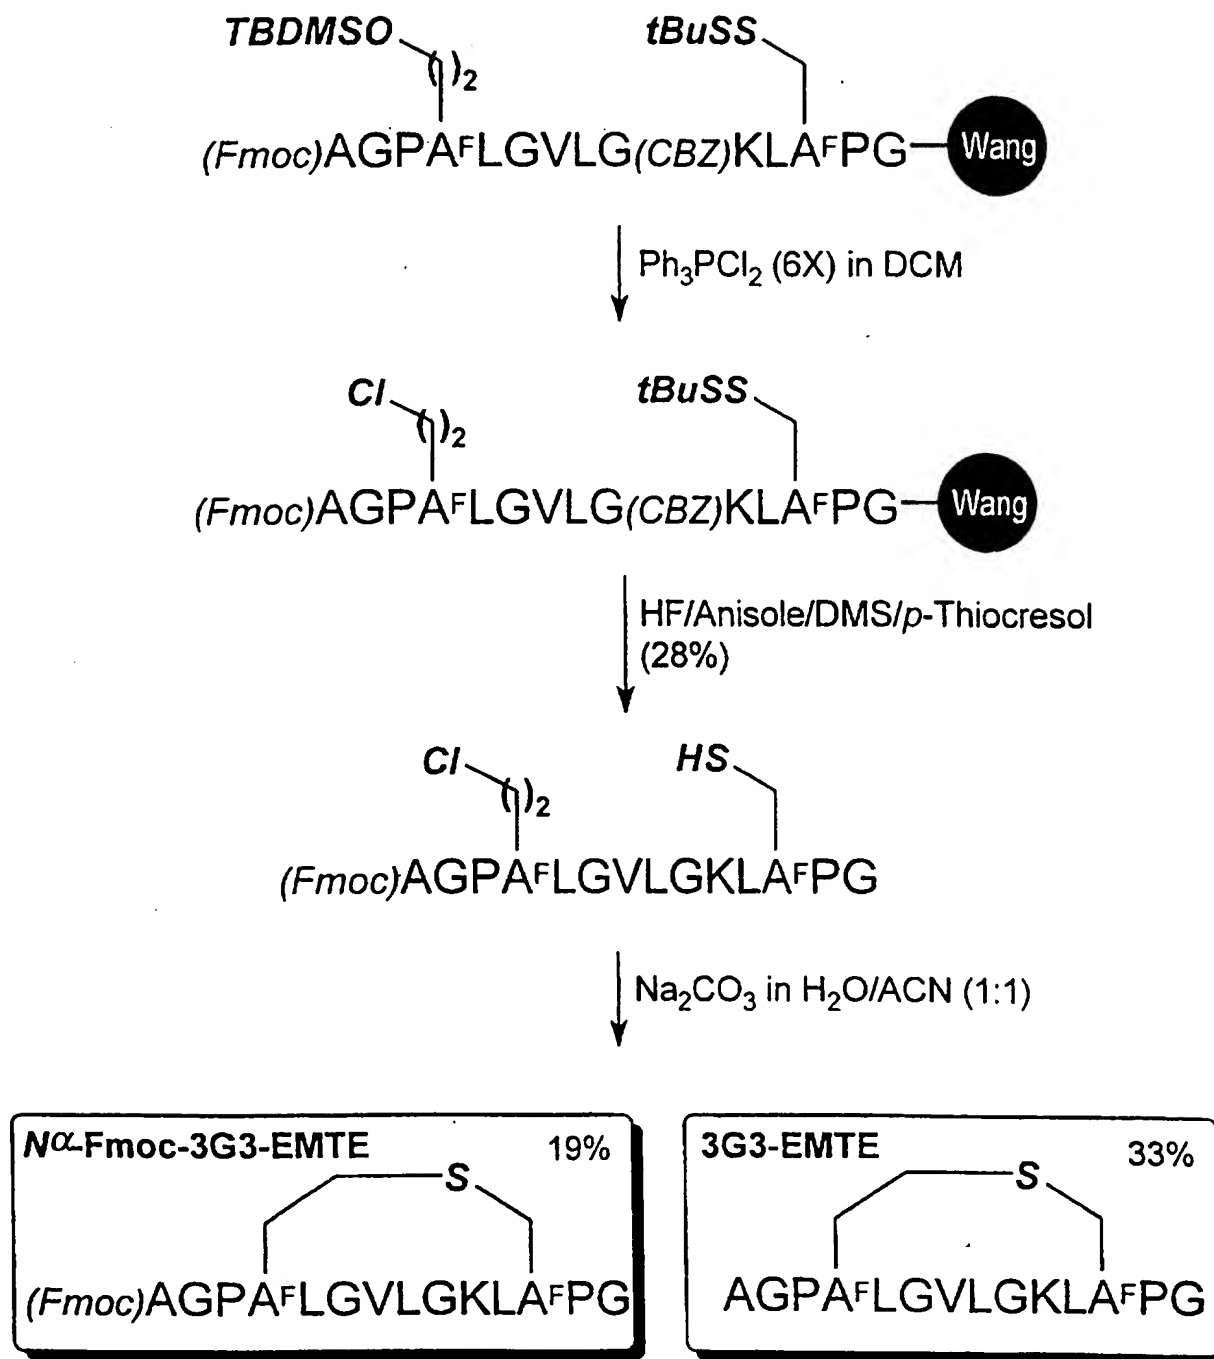 TBDMSO tBuSS
( )₂
(Fmoc)AGPAᶠLGVLG(CBZ)KLAᶠPG Wang
Ph₃PCl₂ (6X) in DCM
Cl tBuSS
( )₂
(Fmoc)AGPAᶠLGVLG(CBZ)KLAᶠPG Wang
HF/Anisole/DMS/p-Thiocresol
(28%)
Cl HS
( )₂
(Fmoc)AGPAᶠLGVLGKLAᶠPG
Na₂CO₃ in H₂O/ACN (1:1)
Nα-Fmoc-3G3-EMTE 19%
S
(Fmoc)AGPAᶠLGVLGKLAᶠPG
3G3-EMTE 33%
S
AGPAᶠLGVLGKLAᶠPG